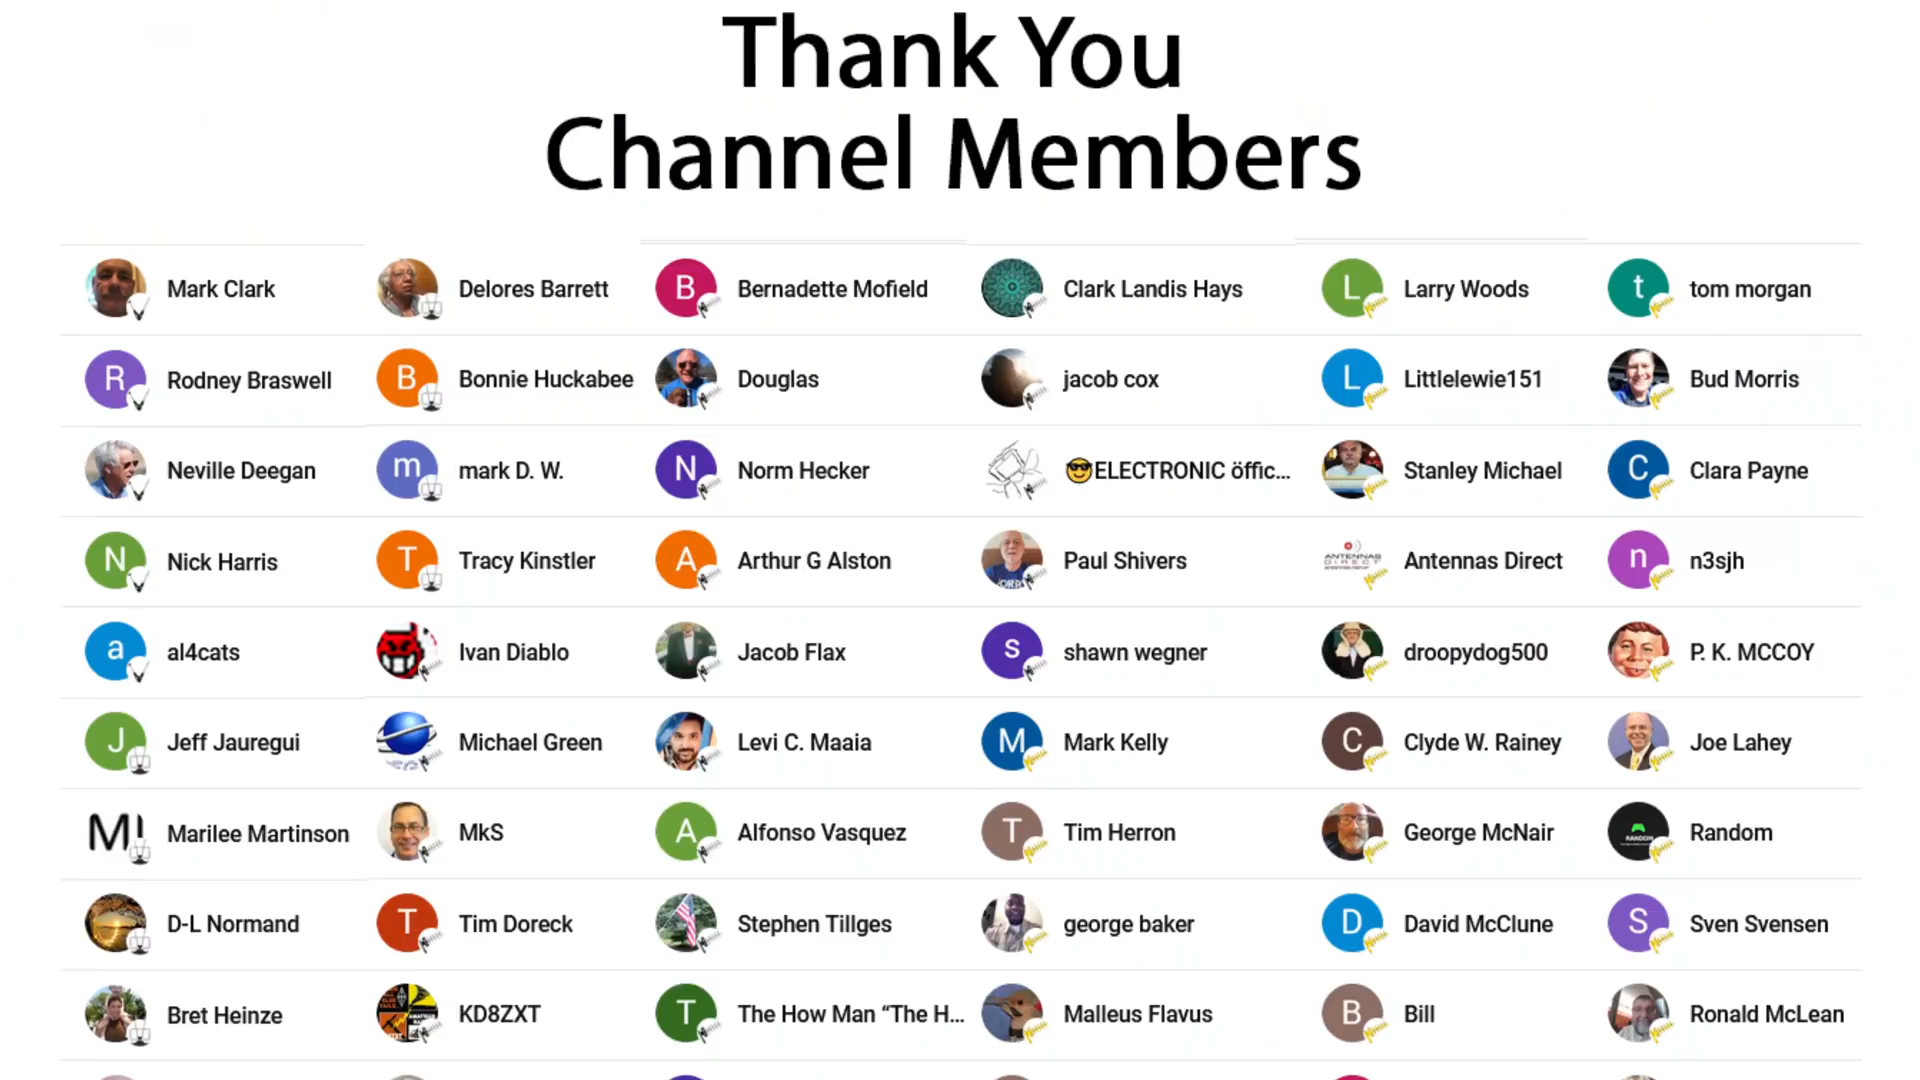 Thank You
Channel Members
Mark Clark
Delores Barrett
B Bernadette Mofield
Clark Landis Hays
L Larry Woods
t tom morgan
R Rodney Braswell
B Bonnie Huckabee
Douglas
jacob cox
L Littlelewie151
Bud Morris
Neville Deegan
m mark D. W.
N Norm Hecker
😎ELECTRONIC öffic...
Stanley Michael
C Clara Payne
N Nick Harris
T Tracy Kinstler
A Arthur G Alston
Paul Shivers
ANTENNAS
DIRECT
Antennas Direct
n n3sjh
a al4cats
Ivan Diablo
Jacob Flax
s shawn wegner
droopydog500
P. K. MCCOY
J Jeff Jauregui
Michael Green
Levi C. Maaia
M Mark Kelly
C Clyde W. Rainey
Joe Lahey
Marilee Martinson
MkS
A Alfonso Vasquez
T Tim Herron
George McNair
RANDOM
Random
D-L Normand
T Tim Doreck
Stephen Tillges
george baker
D David McClune
S Sven Svensen
Bret Heinze
KD8ZXT
T The How Man “The H...
Malleus Flavus
B Bill
Ronald McLean